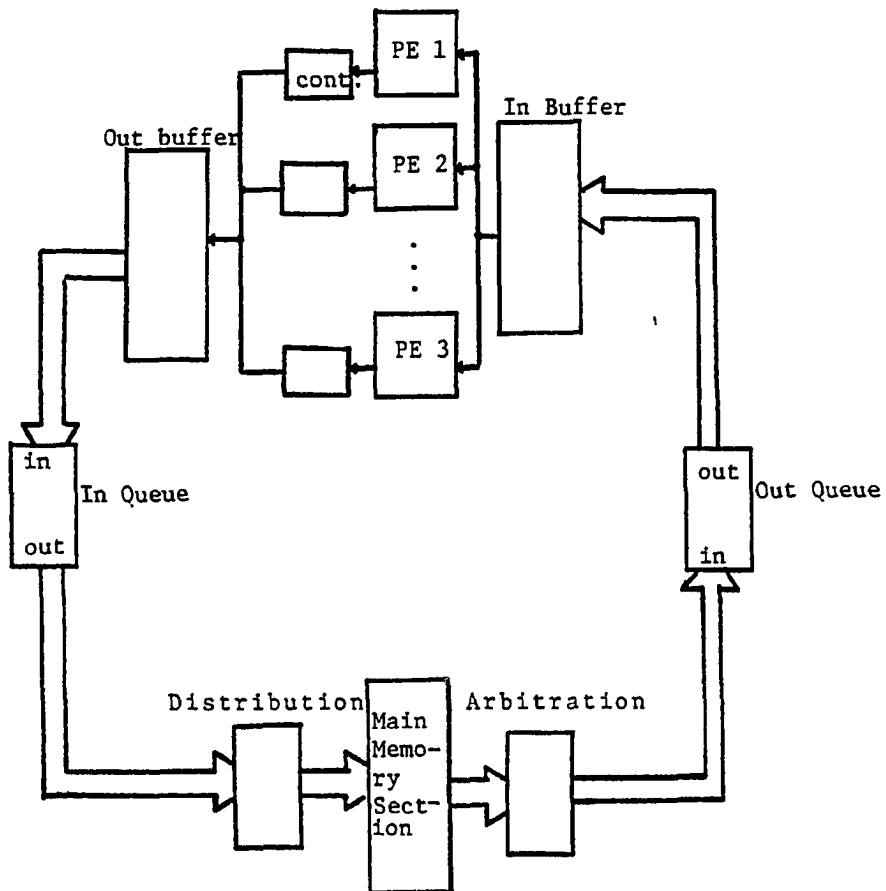 PE 1
cont.
In Buffer
Out buffer
PE 2
PE 3
in
In Queue
out
out
Out Queue
in
Distribution
Main
Memo-
ry
Sect-
ion
Arbitration